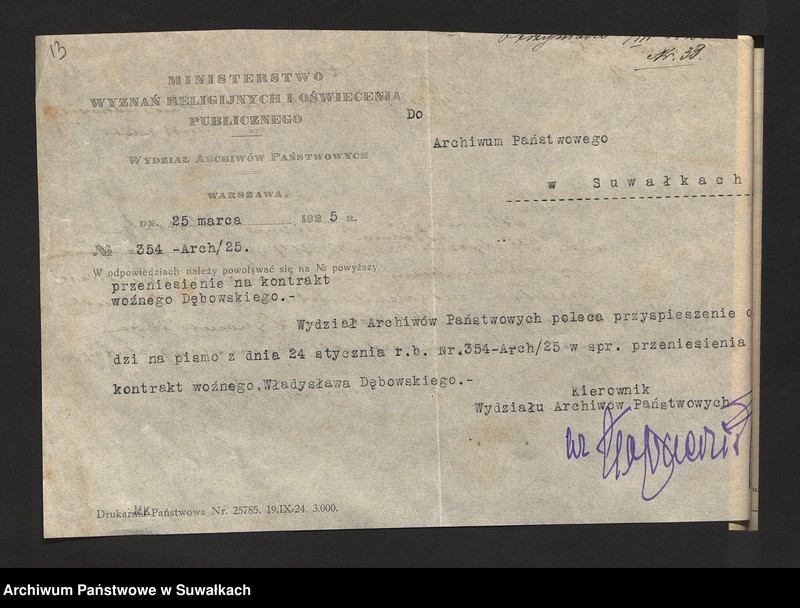 13
Nr. 38.
MINISTERSTWO
WYZNAŃ RELIGIJNYCH I OŚWIECENIA
PUBLICZNEGO
WYDZIAŁ ARCHIWÓW PAŃSTWOWYCH
WARSZAWA,
DN. 25 marca 1925 R.
№ 354 -Arch/25.
W odpowiedziach należy powoływać się na № powyższy
przeniesienie na kontrakt
woźnego Dębowskiego.-
Do
Archiwum Państwowego
w Suwałkach
Wydział Archiwów Państwowych poleca przyspieszenie o
dzi na pismo z dnia 24 stycznia r.b. Nr.354-Arch/25 w spr. przeniesienia
kontrakt woźnego,Władysława Dębowskiego.-
Kierownik
Wydziału Archiwów Państwowych
MK.
Drukarnia Państwowa Nr. 25785. 19.IX-24. 3.000.
Archiwum Państwowe w Suwałkach